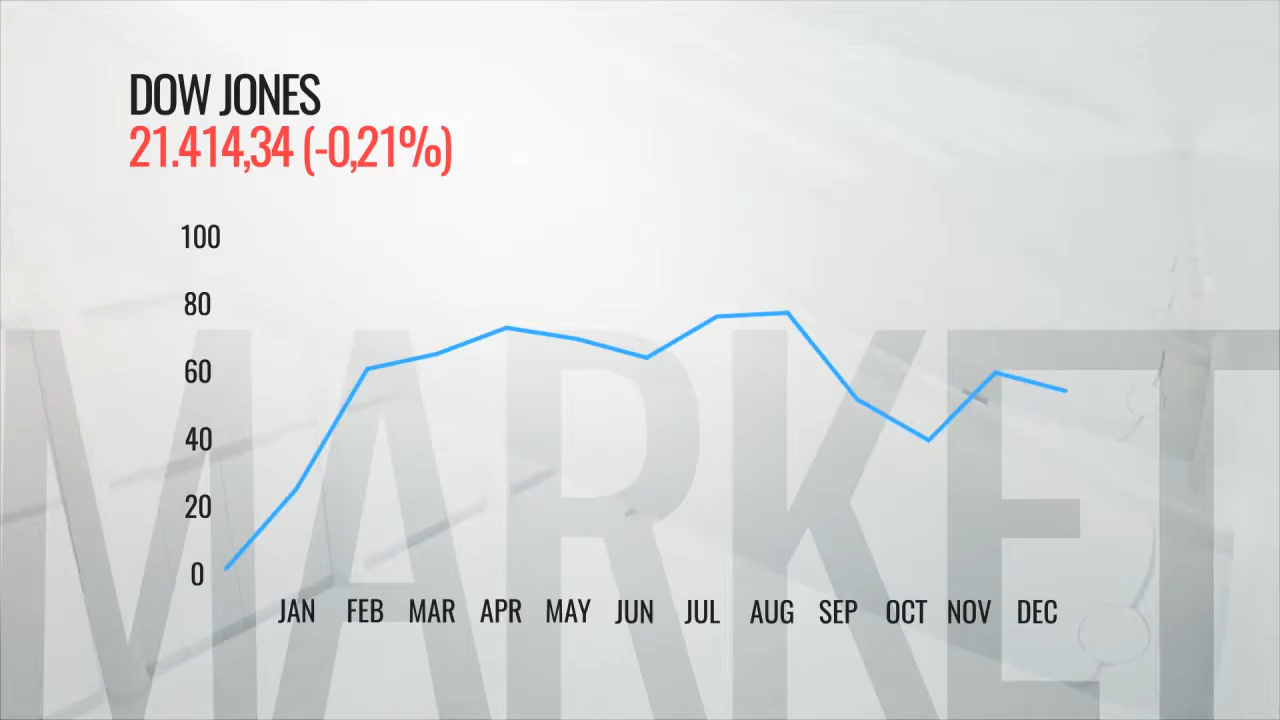 DOW JONES
21.414,34 (-0,21%)
100
80
60
40
20
0
JAN FEB MAR APR MAY JUN JUL AUG SEP OCT NOV DEC
MARKET